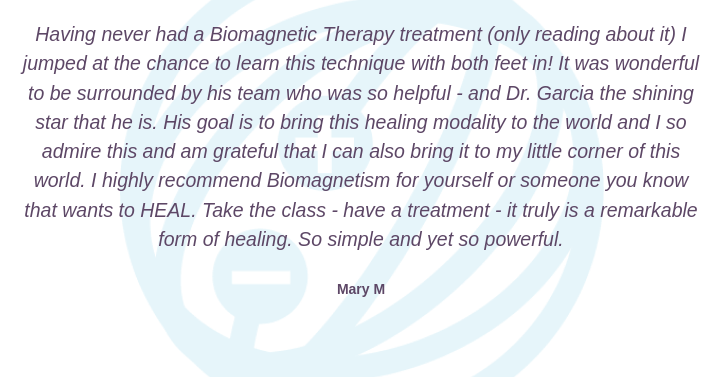 Having never had a Biomagnetic Therapy treatment (only reading about it) I
jumped at the chance to learn this technique with both feet in! It was wonderful
to be surrounded by his team who was so helpful - and Dr. Garcia the shining
star that he is. His goal is to bring this healing modality to the world and I so
admire this and am grateful that I can also bring it to my little corner of this
world. I highly recommend Biomagnetism for yourself or someone you know
that wants to HEAL. Take the class - have a treatment - it truly is a remarkable
form of healing. So simple and yet so powerful.
Mary M